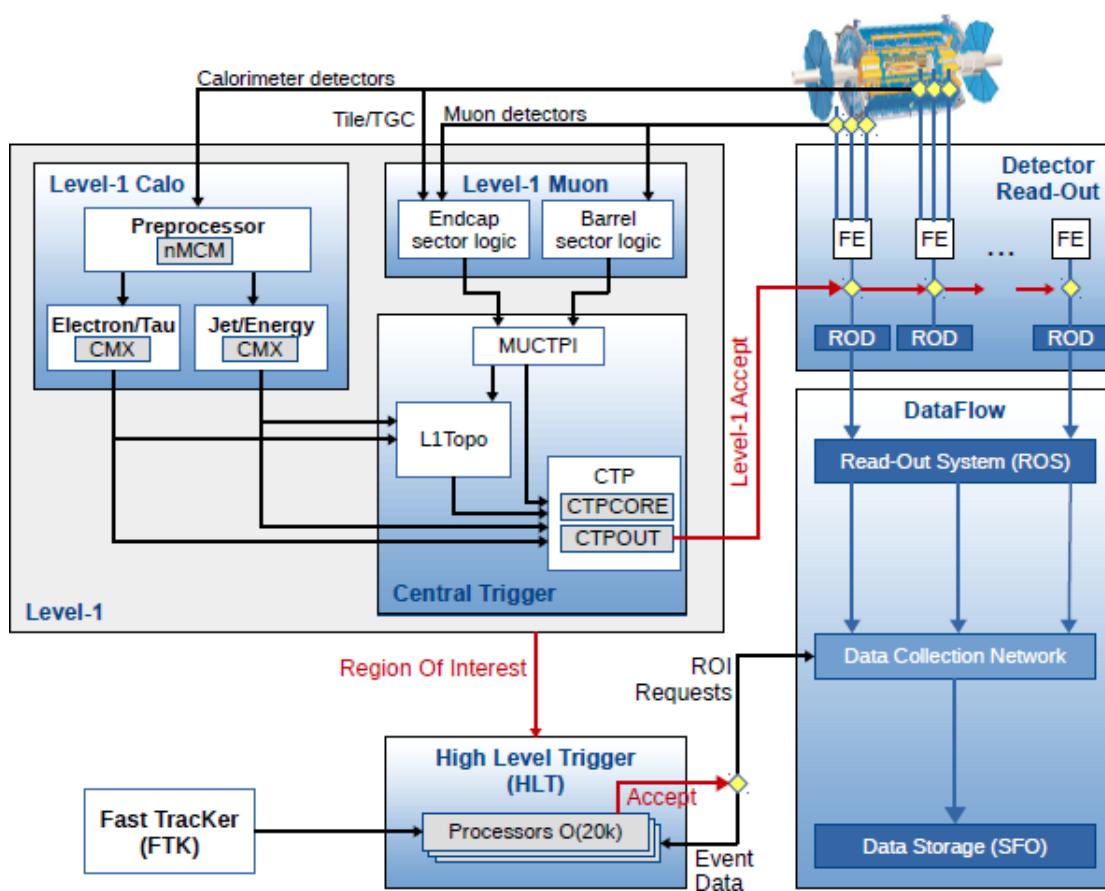 Calorimeter detectors
Tile/TGC
Muon detectors
Level-1 Calo
Preprocessor
nMCM
Electron/Tau
CMX
Jet/Energy
CMX
Level-1 Muon
Endcap
sector logic
Barrel
sector logic
MUCTPI
L1Topo
CTP
CTPCORE
CTPOUT
Central Trigger
Level-1
Level-1 Accept
Detector
Read-Out
FE
FE
...
FE
ROD
ROD
ROD
DataFlow
Read-Out System (ROS)
Data Collection Network
Data Storage (SFO)
Region Of Interest
ROI
Requests
High Level Trigger
(HLT)
Accept
Processors O(20k)
Event
Data
Fast TracKer
(FTK)